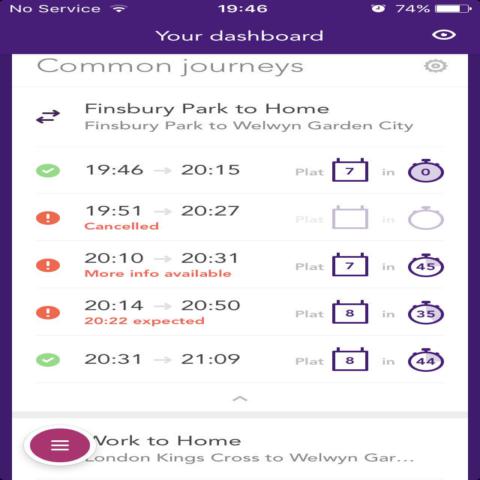 No Service 19:46 74%
Your dashboard
Common journeys
Finsbury Park to Home
Finsbury Park to Welwyn Garden City
19:46 → 20:15 Plat 7 in 0
19:51 → 20:27 Plat in
Cancelled
20:10 → 20:31 Plat 7 in 45
More info available
20:14 → 20:50 Plat 8 in 35
20:22 expected
20:31 → 21:09 Plat 8 in 44
Work to Home
London Kings Cross to Welwyn Gar...